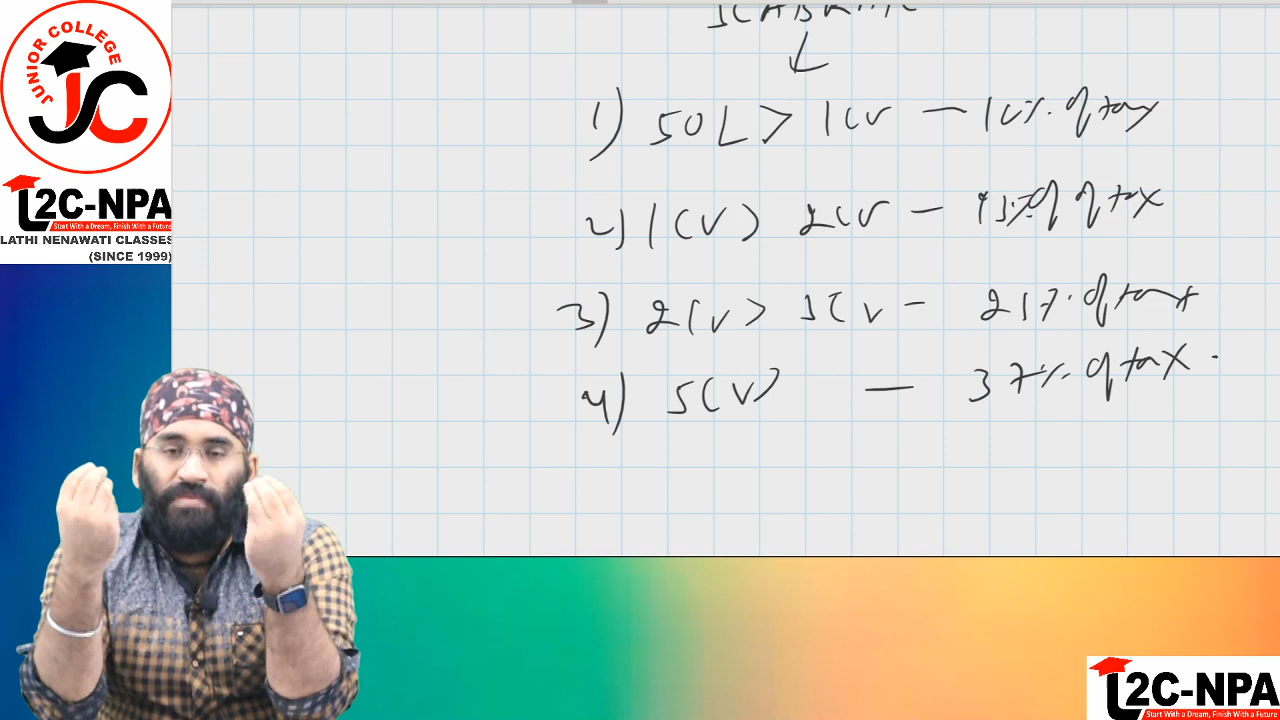 JUNIOR COLLEGE
JC
L2C-NPA
Start With a Dream, Finish With a Future
LATHI NENAWATI CLASSES
(SINCE 1999)
1) 50L > 1Cr — 10% of tax
2) 1Cr > 2Cr — 15% of tax
3) 2Cr > 5Cr — 25% of tax
4) 5Cr > — 37% of tax
L2C-NPA
Start With a Dream, Finish With a Future